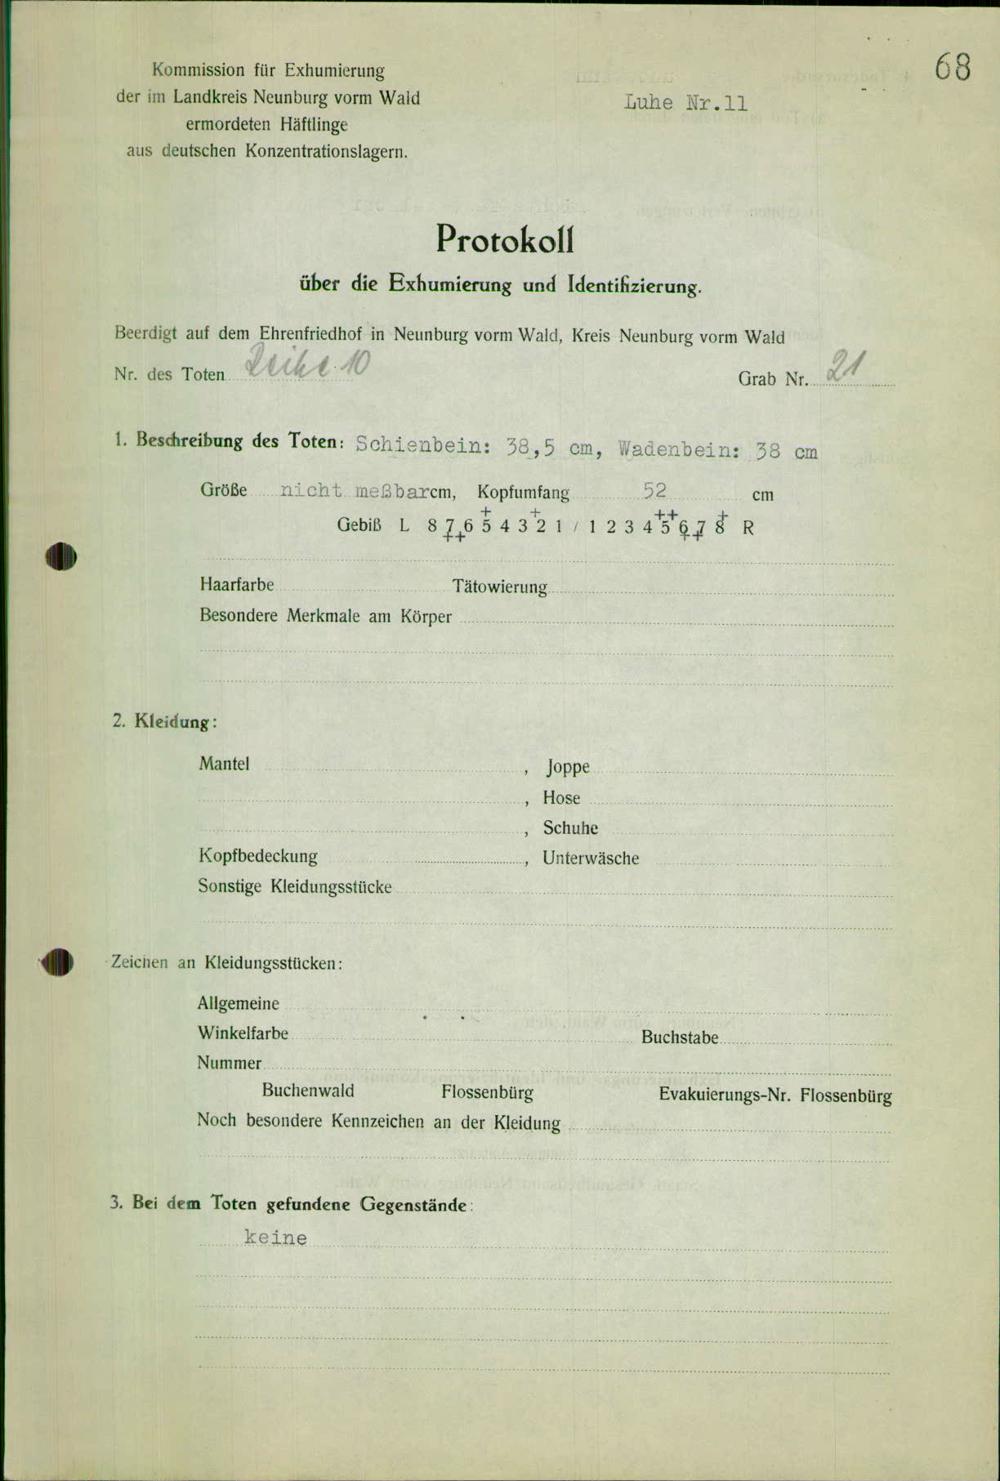 68
Kommission für Exhumierung
der im Landkreis Neunburg vorm Wald
ermordeten Häftlinge
aus deutschen Konzentrationslagern.
Luhe Nr.11
Protokoll
über die Exhumierung und Identifizierung.
Beerdigt auf dem Ehrenfriedhof in Neunburg vorm Wald, Kreis Neunburg vorm Wald
Nr. des Toten Reihe 10 Grab Nr. 21
1. Beschreibung des Toten: Schienbein: 38,5 cm, Wadenbein: 38 cm
Größe nicht meßbar cm, Kopfumfang 52 cm
+ + ++ +
Gebiß L 8 7 6 5 4 3 2 1 / 1 2 3 4 5 6 7 8 R
++ ++
Haarfarbe Tätowierung
Besondere Merkmale am Körper
2. Kleidung:
Mantel , Joppe
, Hose
, Schuhe
Kopfbedeckung , Unterwäsche
Sonstige Kleidungsstücke
Zeichen an Kleidungsstücken:
Allgemeine
Winkelfarbe Buchstabe
Nummer
Buchenwald Flossenbürg Evakuierungs-Nr. Flossenbürg
Noch besondere Kennzeichen an der Kleidung
3. Bei dem Toten gefundene Gegenstände:
keine